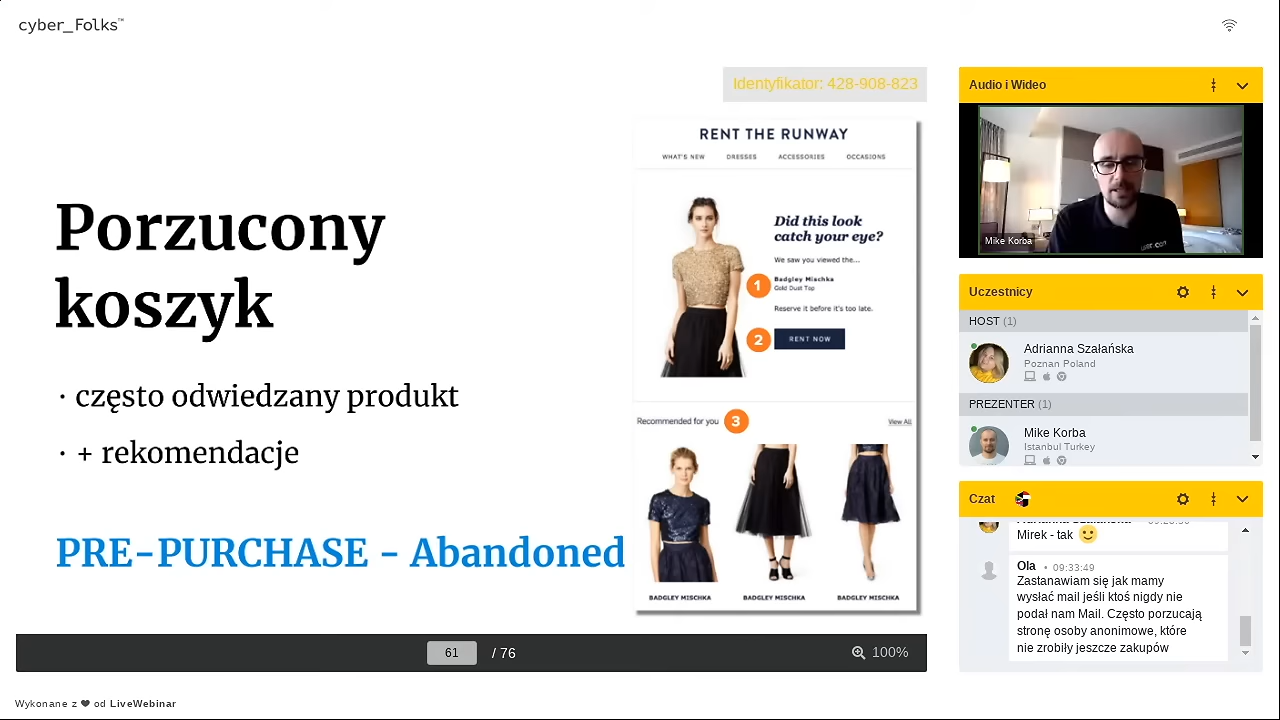 cyber_Folks™
Identyfikator: 428-908-823
Porzucony
koszyk
· często odwiedzany produkt
· + rekomendacje
PRE-PURCHASE - Abandoned
RENT THE RUNWAY
WHAT'S NEW DRESSES ACCESSORIES OCCASIONS
Did this look
catch your eye?
We saw you viewed the...
1 Badgley Mischka
Gold Dust Top
Reserve it before it's too late.
2 RENT NOW
Recommended for you 3 View All
BADGLEY MISCHKA BADGLEY MISCHKA BADGLEY MISCHKA
61 / 76 100%
Wykonane z ❤ od LiveWebinar
Audio i Wideo
Mike Korba
Uczestnicy
HOST (1)
Adrianna Szałańska
Poznan Poland
PREZENTER (1)
Mike Korba
Istanbul Turkey
Czat
Mirek - tak 🙂
Ola • 09:33:49
Zastanawiam się jak mamy
wysłać mail jeśli ktoś nigdy nie
podał nam Mail. Często porzucają
stronę osoby anonimowe, które
nie zrobiły jeszcze zakupów